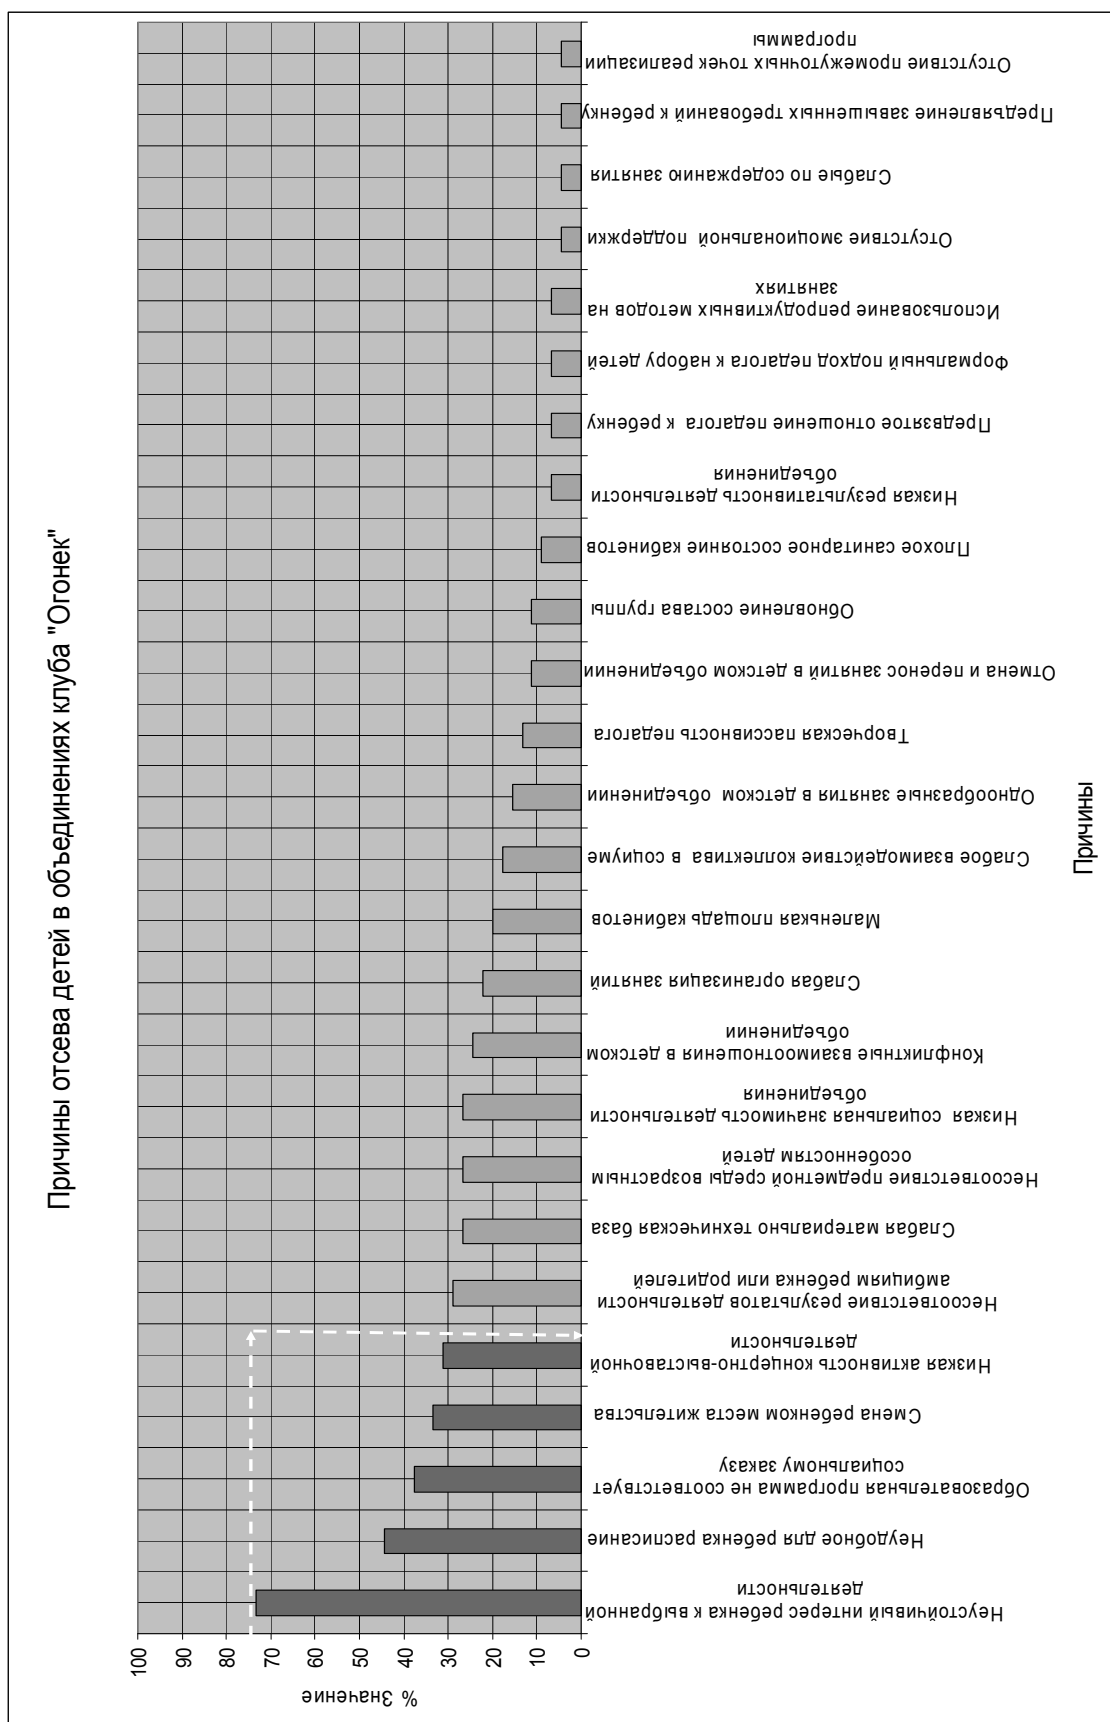 Причины отсева детей в объединениях клуба "Огонек"
% Значение
100
90
80
70
60
50
40
30
20
10
0
Неустойчивый интерес ребенка к выбранной
деятельности
Неудобное для ребенка расписание
Образовательная программа не соответствует
социальному заказу
Смена ребенком места жительства
Низкая активность концертно-выставочной
деятельности
Несоответствие результатов деятельности
амбициям ребенка или родителей
Слабая материально техническая база
Несоответствие предметной среды возрастным
особенностям детей
Низкая социальная значимость деятельности
объединения
Конфликтные взаимоотношения в детском
объединении
Слабая организация занятий
Маленькая площадь кабинетов
Слабое взаимодействие коллектива в социуме
Однообразные занятия в детском объединении
Творческая пассивность педагога
Отмена и перенос занятий в детском объединении
Обновление состава группы
Плохое санитарное состояние кабинетов
Низкая результативность деятельности
объединения
Предвзятое отношение педагога к ребенку
Формальный подход педагога к набору детей
Использование репродуктивных методов на
занятиях
Отсутствие эмоциональной поддержки
Слабые по содержанию занятия
Предъявление завышенных требований к ребенку
Отсутствие промежуточных точек реализации
программы
Причины